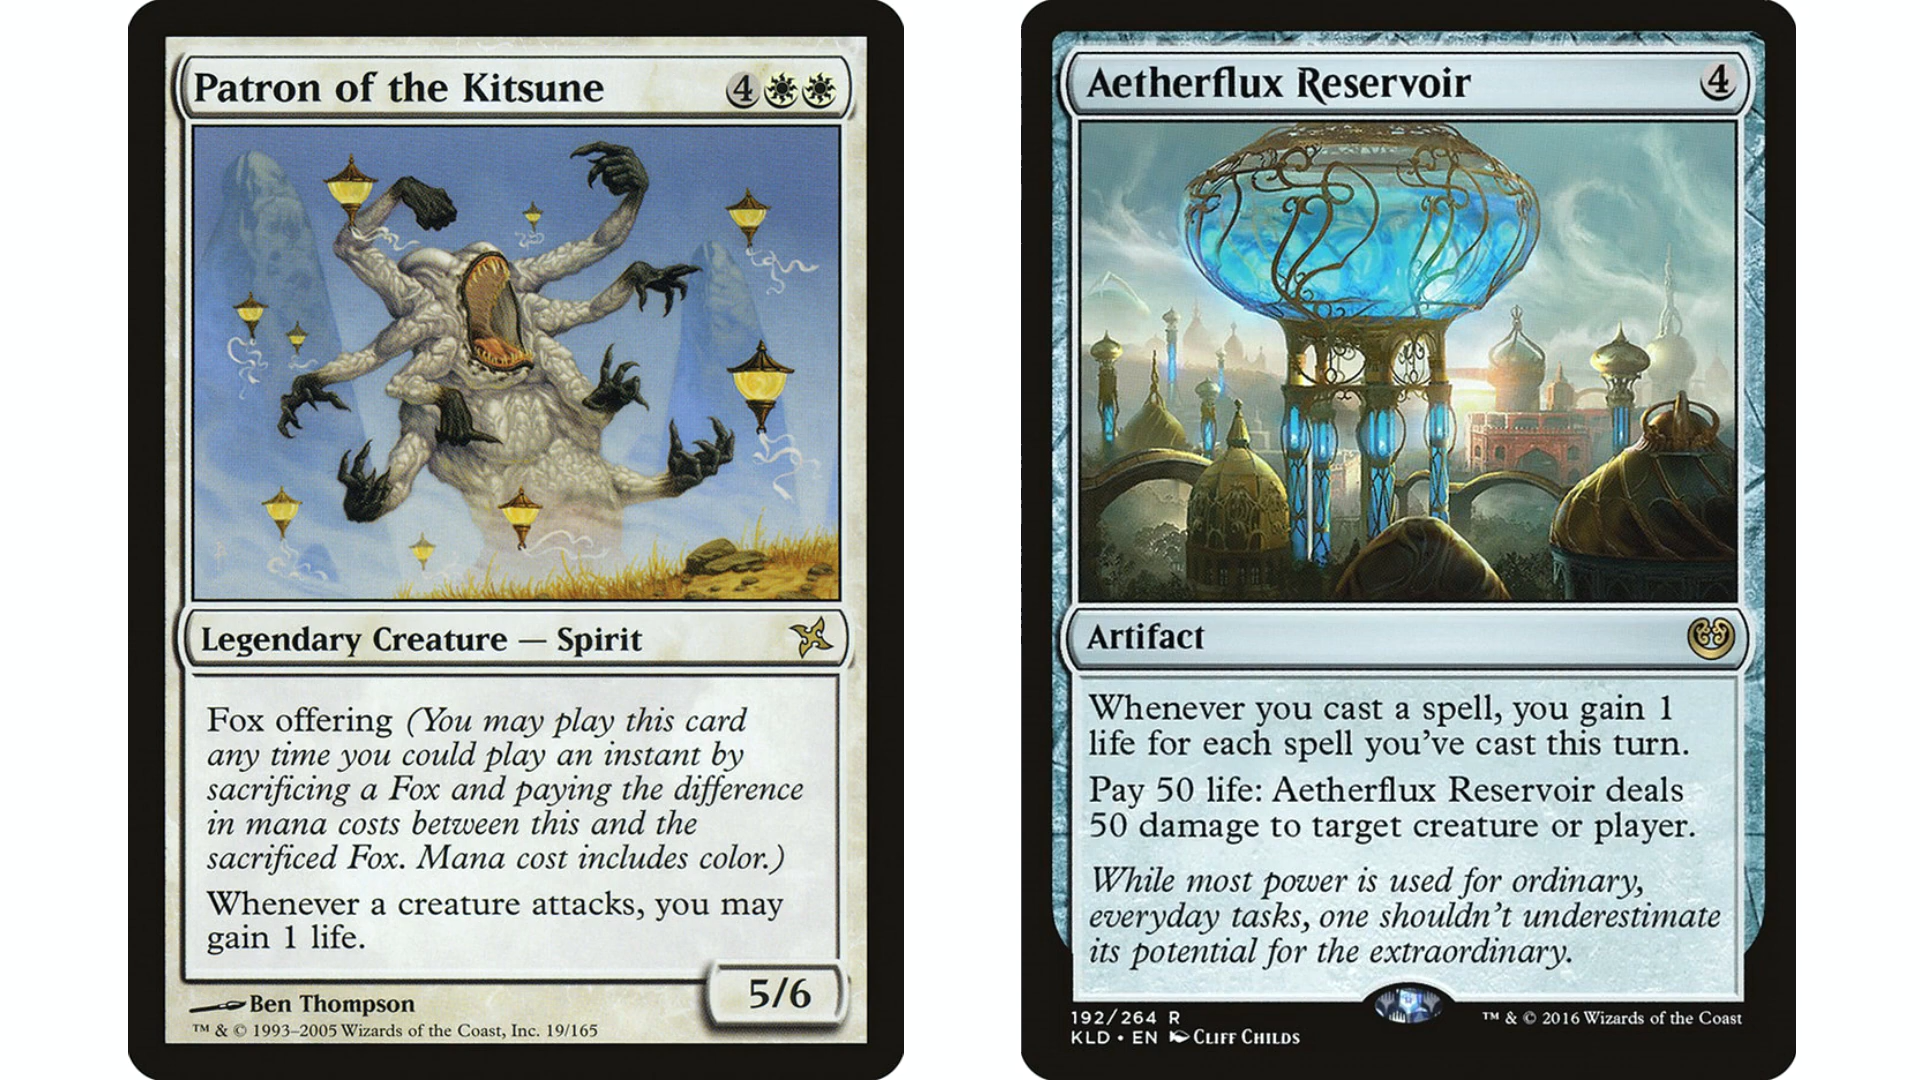 Patron of the Kitsune 4
Legendary Creature — Spirit
Fox offering (You may play this card
any time you could play an instant by
sacrificing a Fox and paying the difference
in mana costs between this and the
sacrificed Fox. Mana cost includes color.)
Whenever a creature attacks, you may
gain 1 life.
5/6
Ben Thompson
™ & © 1993–2005 Wizards of the Coast, Inc. 19/165
Aetherflux Reservoir 4
Artifact
Whenever you cast a spell, you gain 1
life for each spell you've cast this turn.
Pay 50 life: Aetherflux Reservoir deals
50 damage to target creature or player.
While most power is used for ordinary,
everyday tasks, one shouldn't underestimate
its potential for the extraordinary.
192/264 R
KLD • EN Cliff Childs
™ & © 2016 Wizards of the Coast